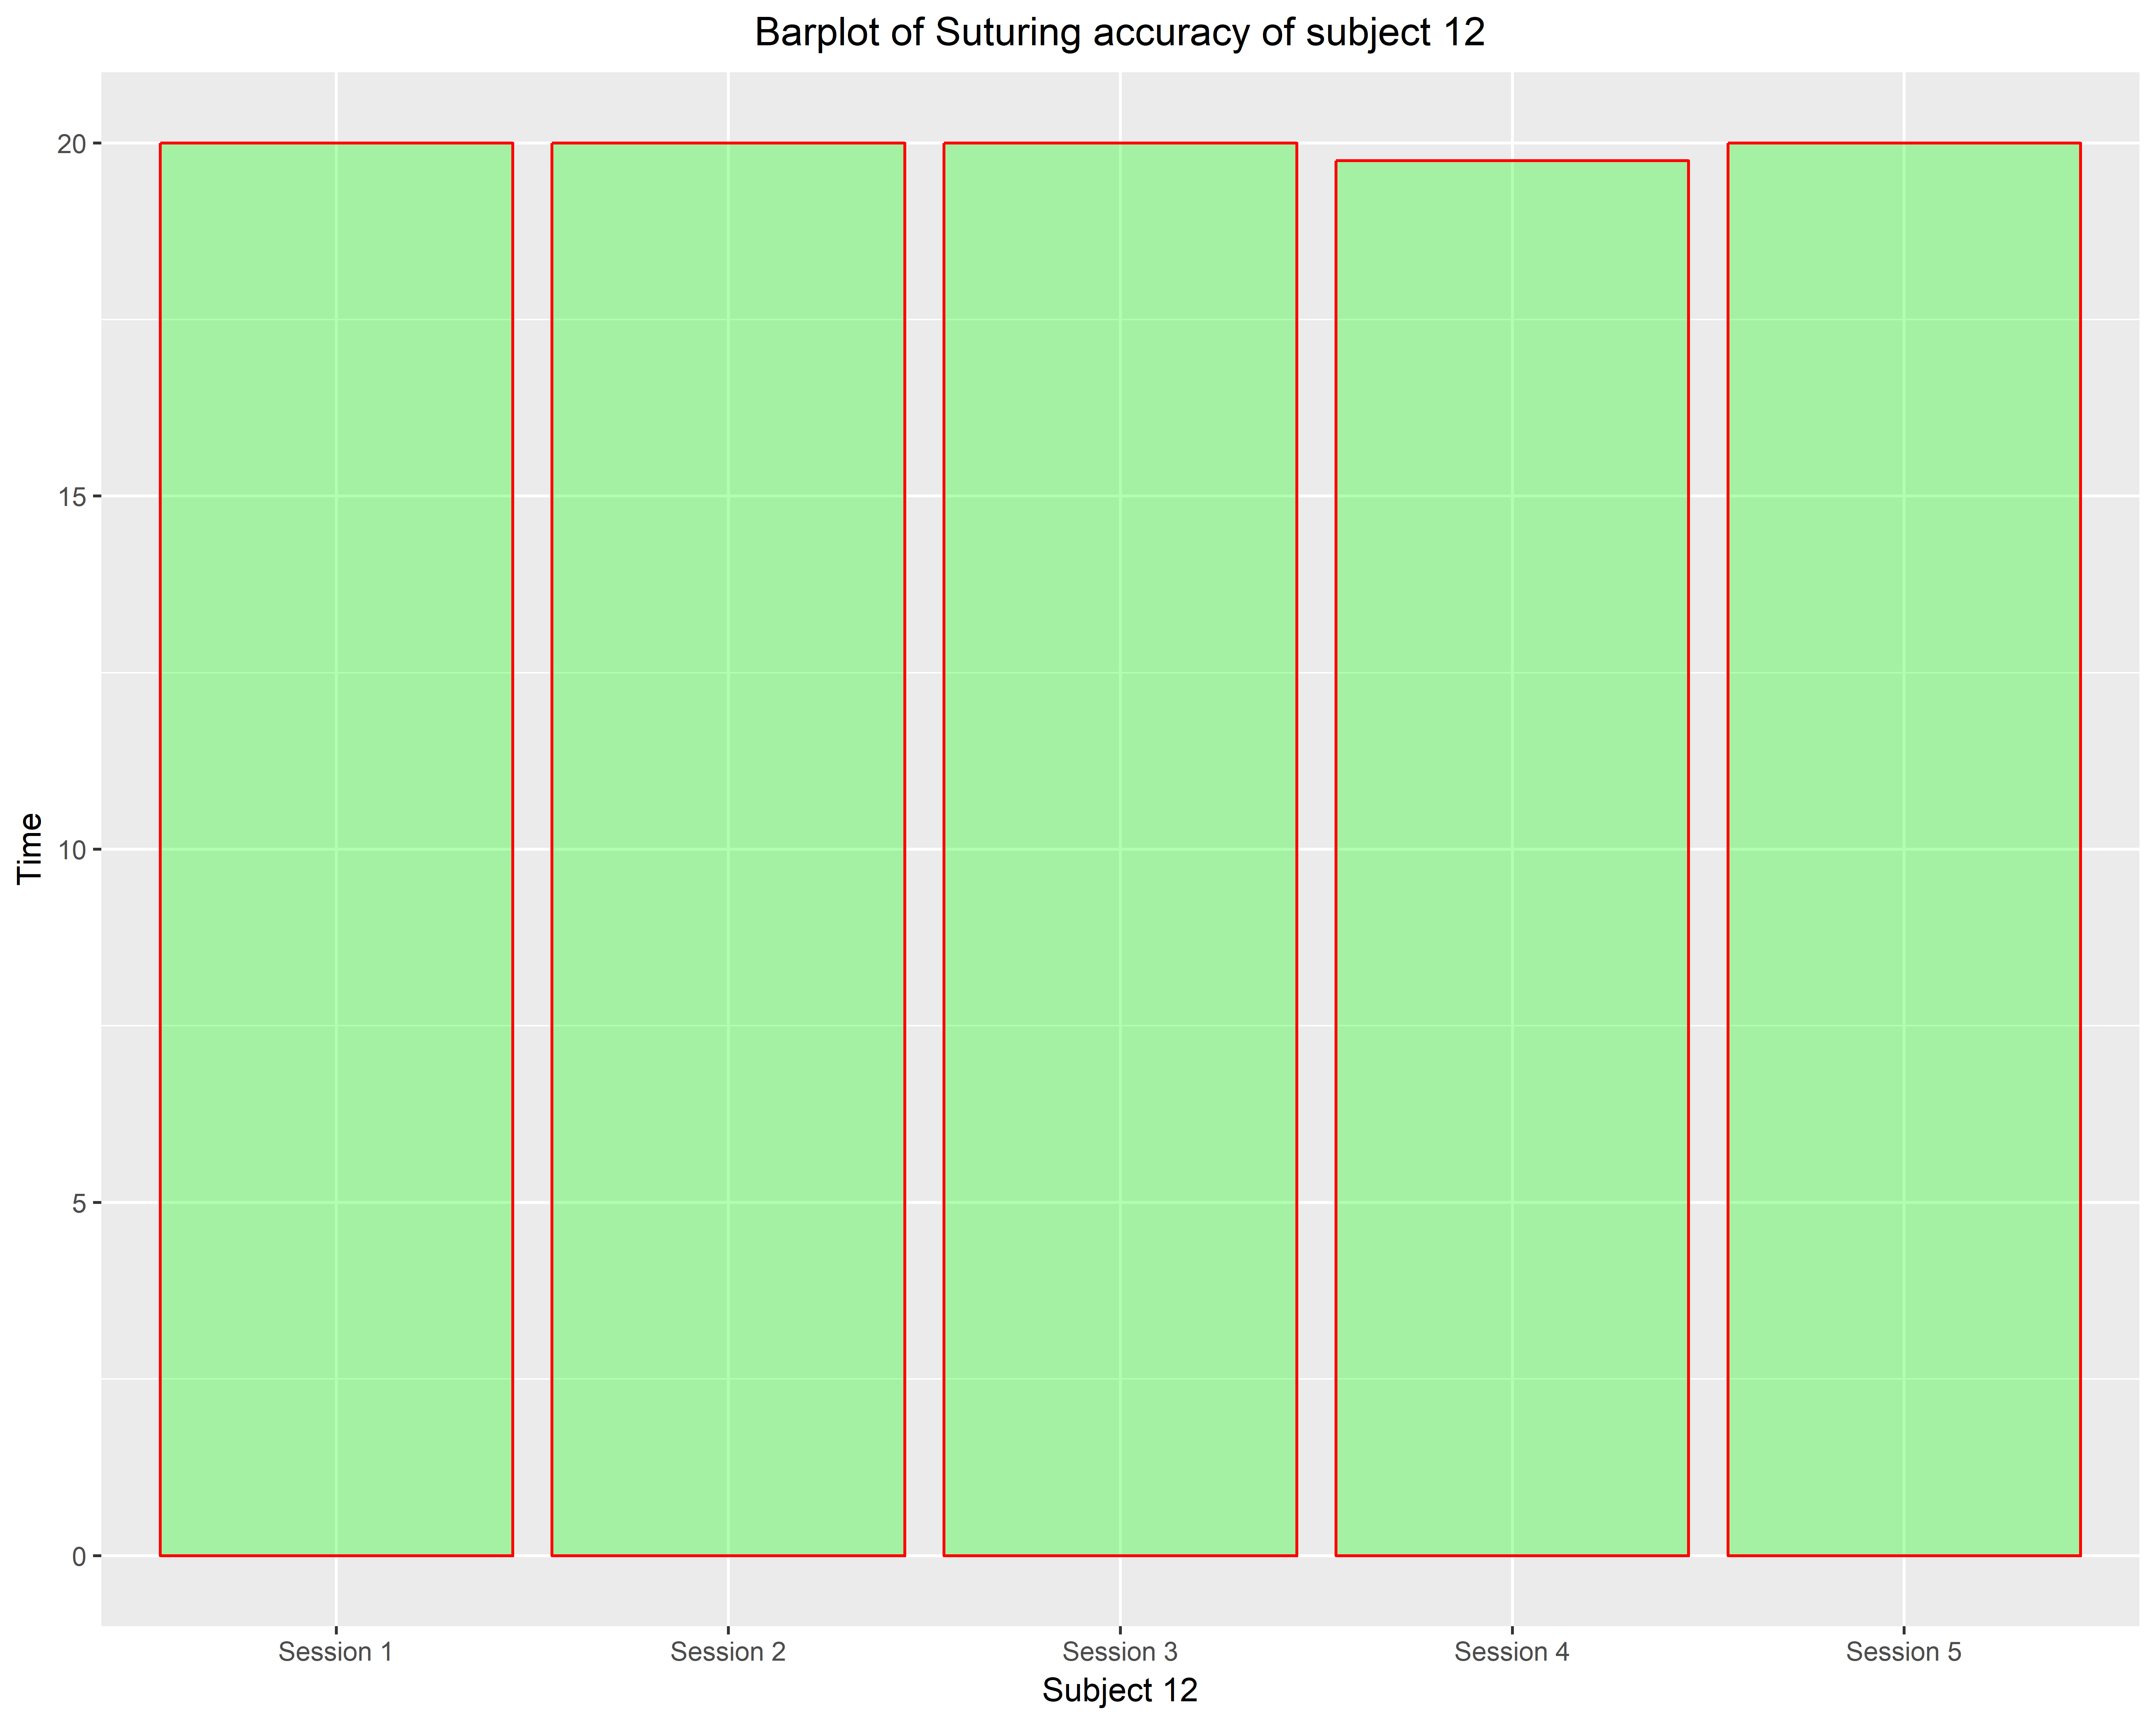 Barplot of Suturing accuracy of subject 12
Time
20
15
10
5
0
Session 1 Session 2 Session 3 Session 4 Session 5
Subject 12